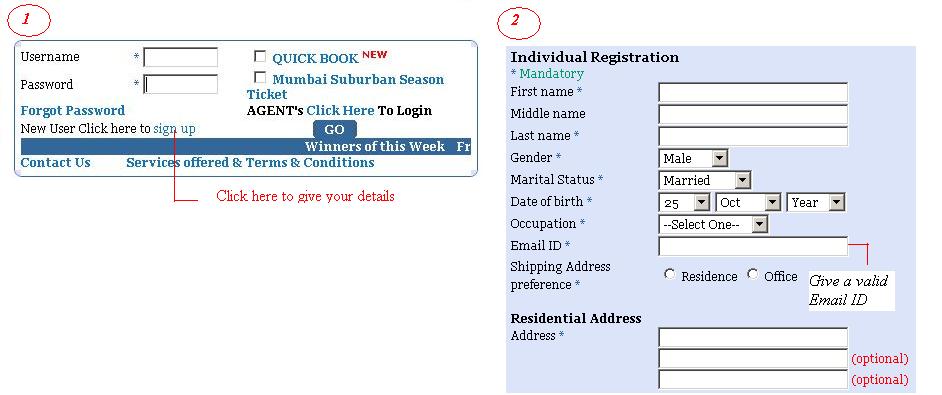 1
Username *
QUICK BOOK NEW
Password *
Mumbai Suburban Season
Ticket
Forgot Password
AGENT's Click Here To Login
New User Click here to sign up
GO
Winners of this Week Fr
Contact Us Services offered & Terms & Conditions
Click here to give your details
2
Individual Registration
* Mandatory
First name *
Middle name
Last name *
Gender * Male
Marital Status * Married
Date of birth * 25 Oct Year
Occupation * --Select One--
Email ID *
Shipping Address
preference *
Residence Office
Give a valid
Email ID
Residential Address
Address *
(optional)
(optional)